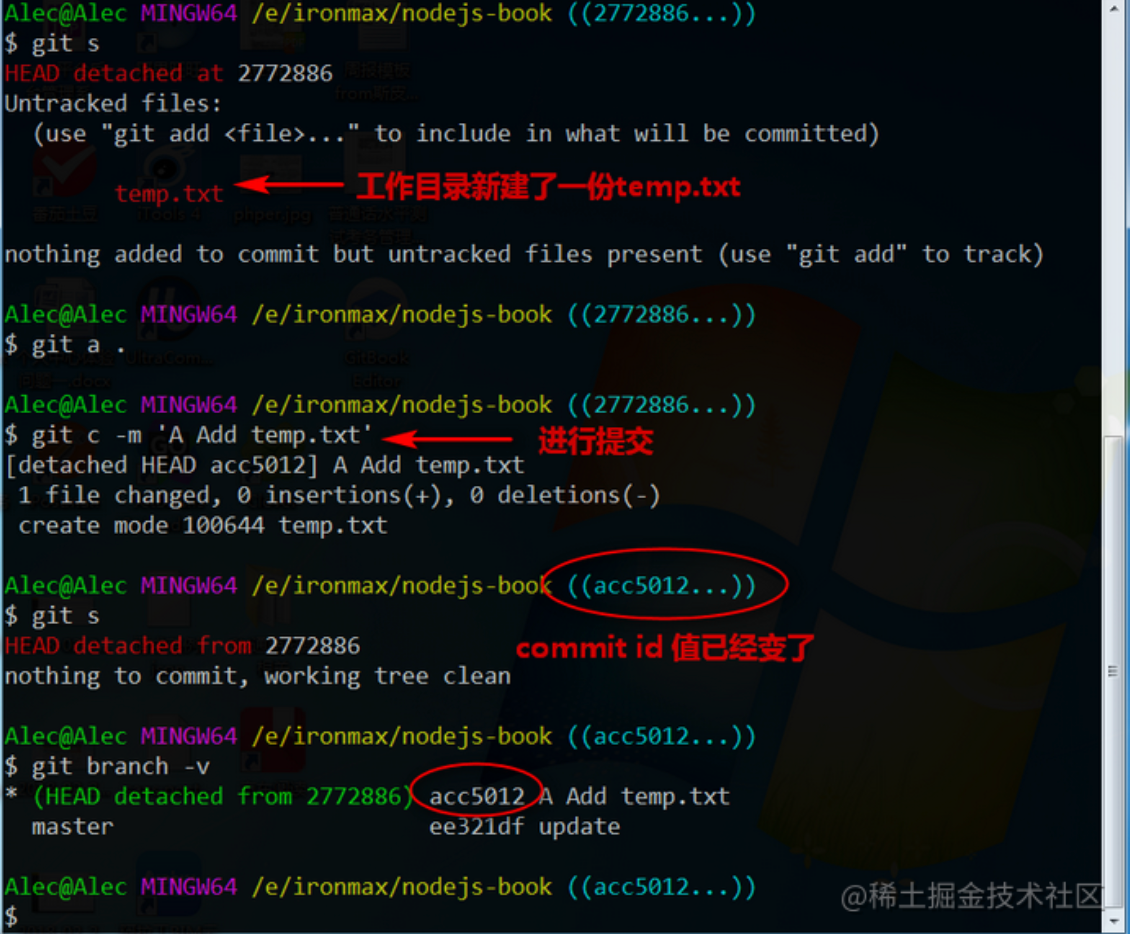 Alec@Alec MINGW64 /e/ironmax/nodejs-book ((2772886...))
$ git s
HEAD detached at 2772886
Untracked files:
  (use "git add <file>..." to include in what will be committed)
        temp.txt 工作目录新建了一份temp.txt
nothing added to commit but untracked files present (use "git add" to track)
Alec@Alec MINGW64 /e/ironmax/nodejs-book ((2772886...))
$ git a .
Alec@Alec MINGW64 /e/ironmax/nodejs-book ((2772886...))
$ git c -m 'A Add temp.txt' 进行提交
[detached HEAD acc5012] A Add temp.txt
 1 file changed, 0 insertions(+), 0 deletions(-)
 create mode 100644 temp.txt
Alec@Alec MINGW64 /e/ironmax/nodejs-book ((acc5012...))
$ git s
HEAD detached from 2772886 commit id 值已经变了
nothing to commit, working tree clean
Alec@Alec MINGW64 /e/ironmax/nodejs-book ((acc5012...))
$ git branch -v
* (HEAD detached from 2772886) acc5012 A Add temp.txt
  master                       ee321df update
Alec@Alec MINGW64 /e/ironmax/nodejs-book ((acc5012...))
$
@稀土掘金技术社区